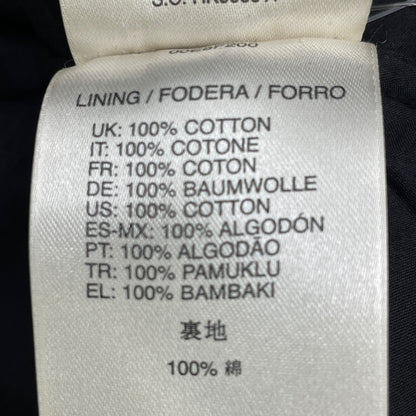 LINING / FODERA / FORRO
UK: 100% COTTON
IT: 100% COTONE
FR: 100% COTON
DE: 100% BAUMWOLLE
US: 100% COTTON
ES-MX: 100% ALGODÓN
PT: 100% ALGODÃO
TR: 100% PAMUKLU
EL: 100% BAMBAKI
裏地
100% 綿